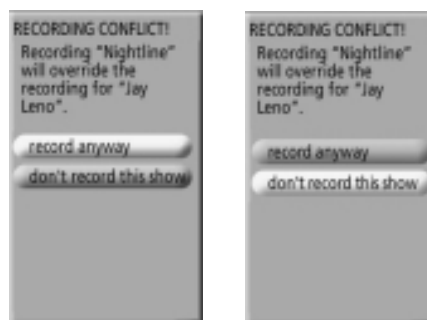 RECORDING CONFLICT!
Recording "Nightline"
will override the
recording for "Jay
Leno".
record anyway
don't record this show
RECORDING CONFLICT!
Recording "Nightline"
will override the
recording for "Jay
Leno".
record anyway
don't record this show